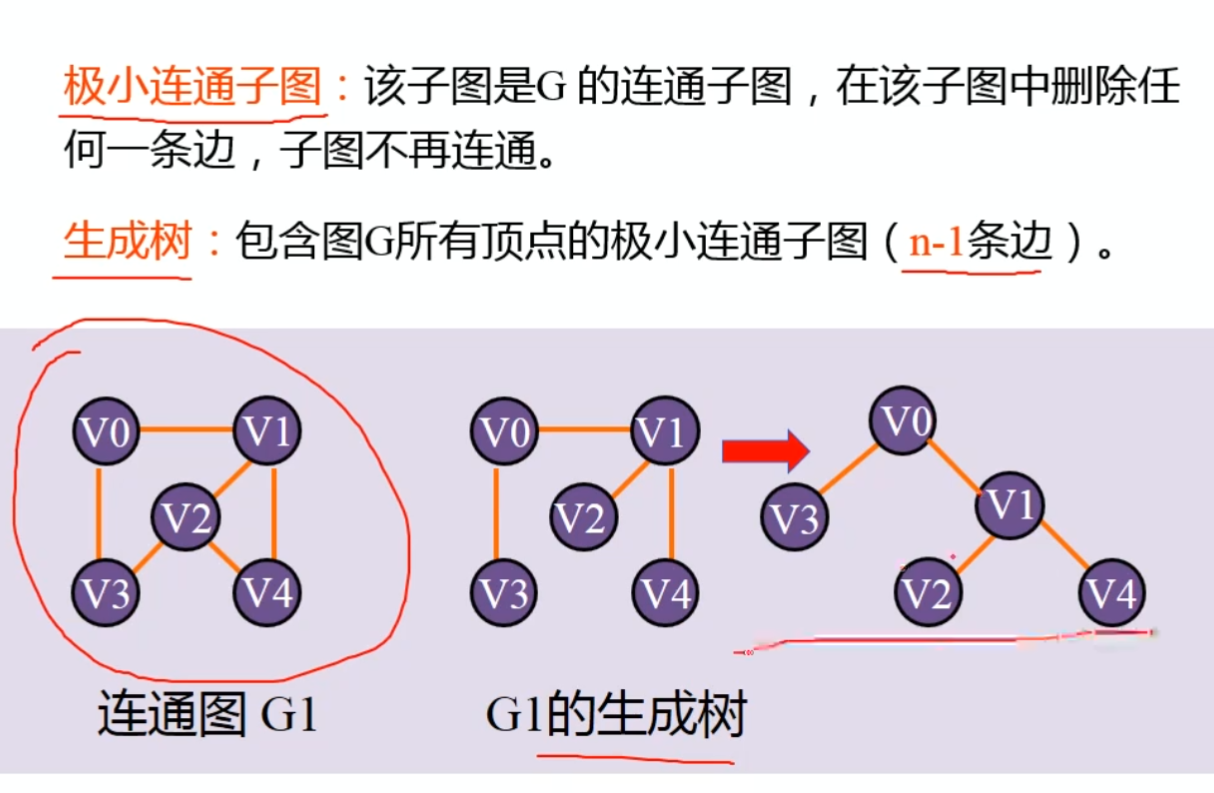 极小连通子图：该子图是G 的连通子图，在该子图中删除任
何一条边，子图不再连通。
生成树：包含图G所有顶点的极小连通子图（n-1条边）。
V0 V1 V2 V3 V4
V0 V1 V2 V3 V4
V0 V3 V1 V2 V4
连通图 G1
G1的生成树